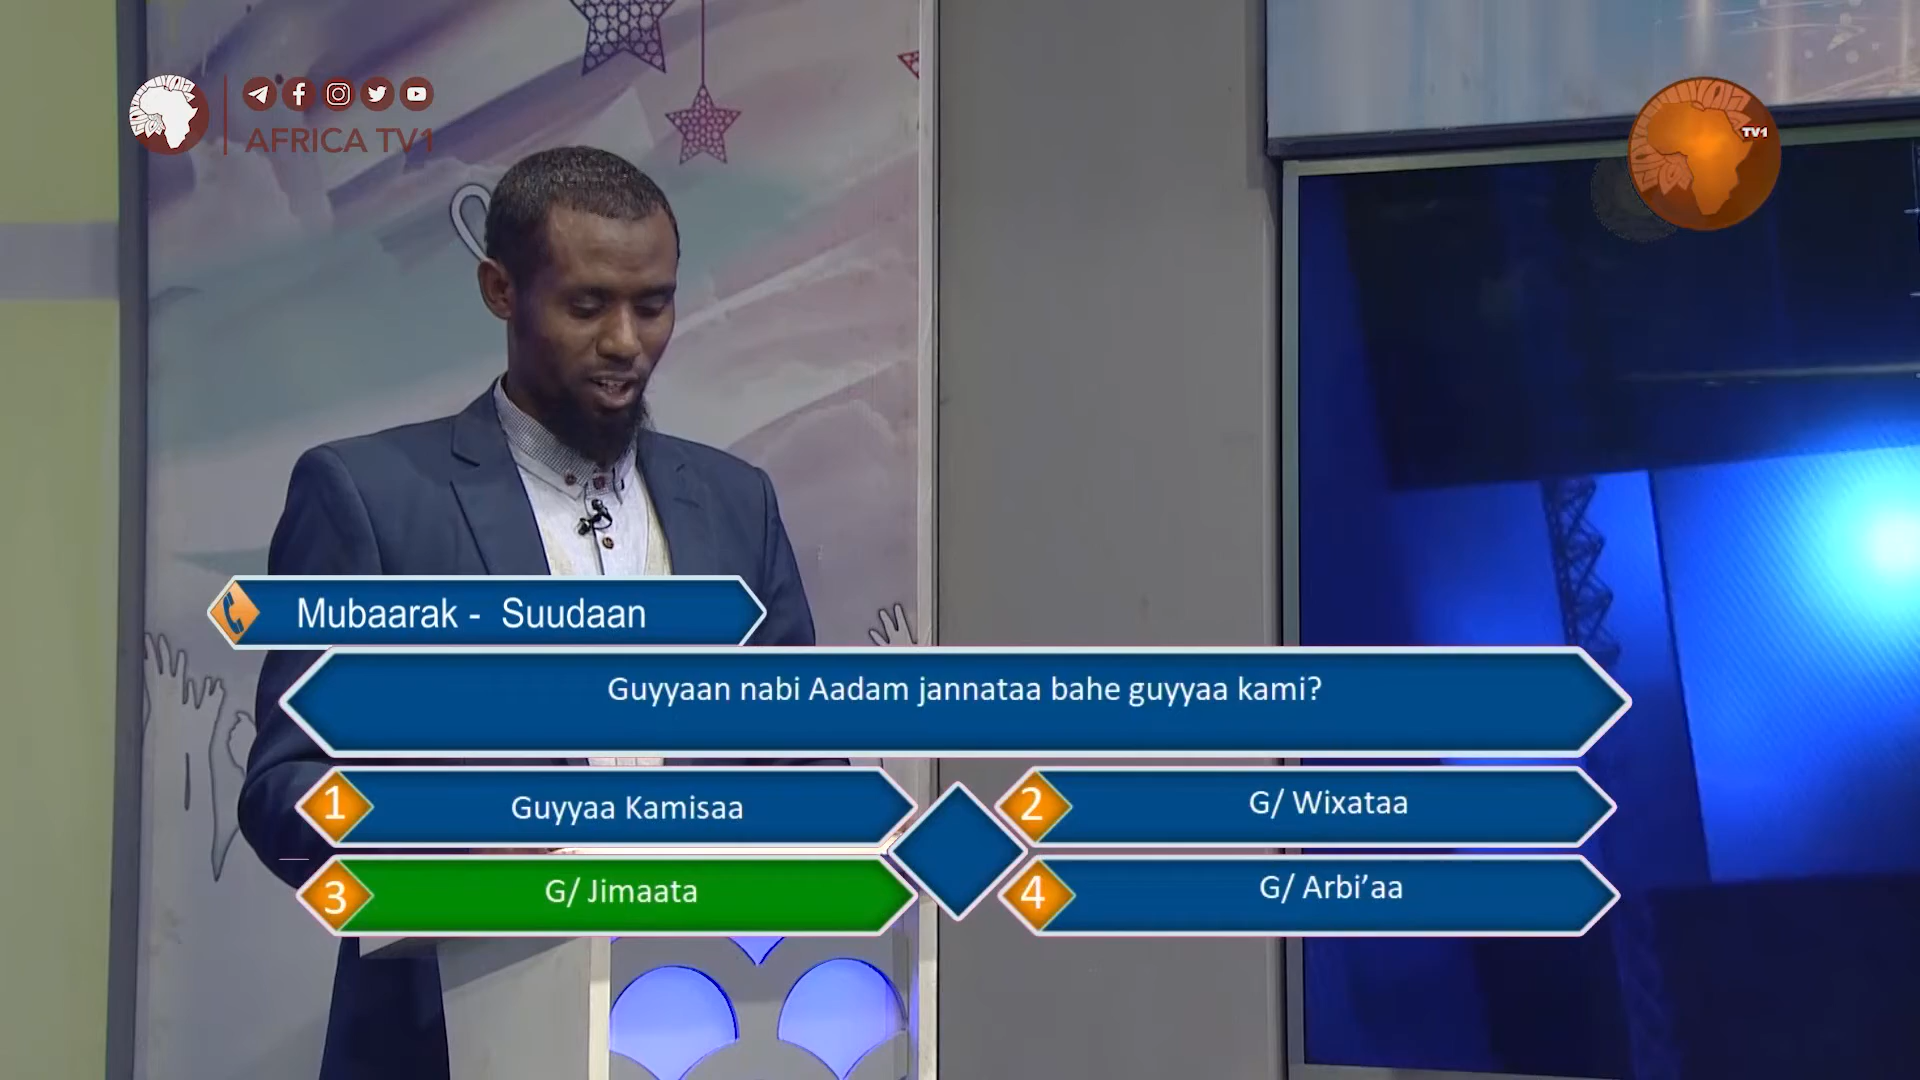 AFRICA TV1
TV1
Mubaarak - Suudaan
Guyyaan nabi Aadam jannataa bahe guyyaa kami?
1 Guyyaa Kamisaa
2 G/ Wixataa
3 G/ Jimaata
4 G/ Arbi’aa